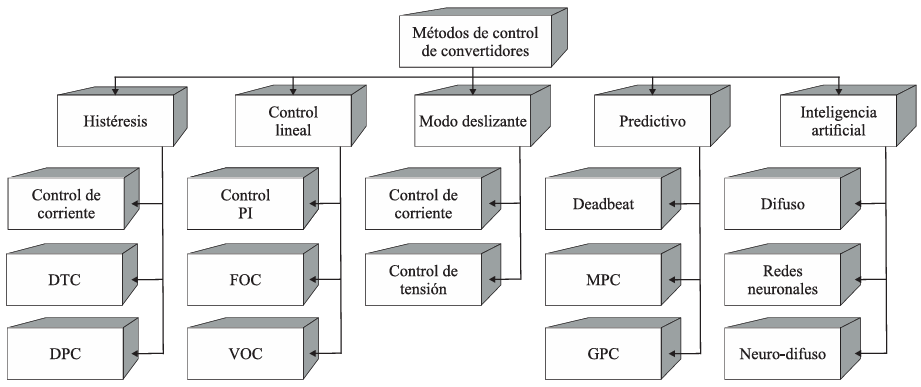 Métodos de control
de convertidores
Histéresis
Control
lineal
Modo deslizante
Predictivo
Inteligencia
artificial
Control de
corriente
Control
PI
Control de
corriente
Deadbeat
Difuso
DTC
FOC
Control de
tensión
MPC
Redes
neuronales
DPC
VOC
GPC
Neuro-difuso